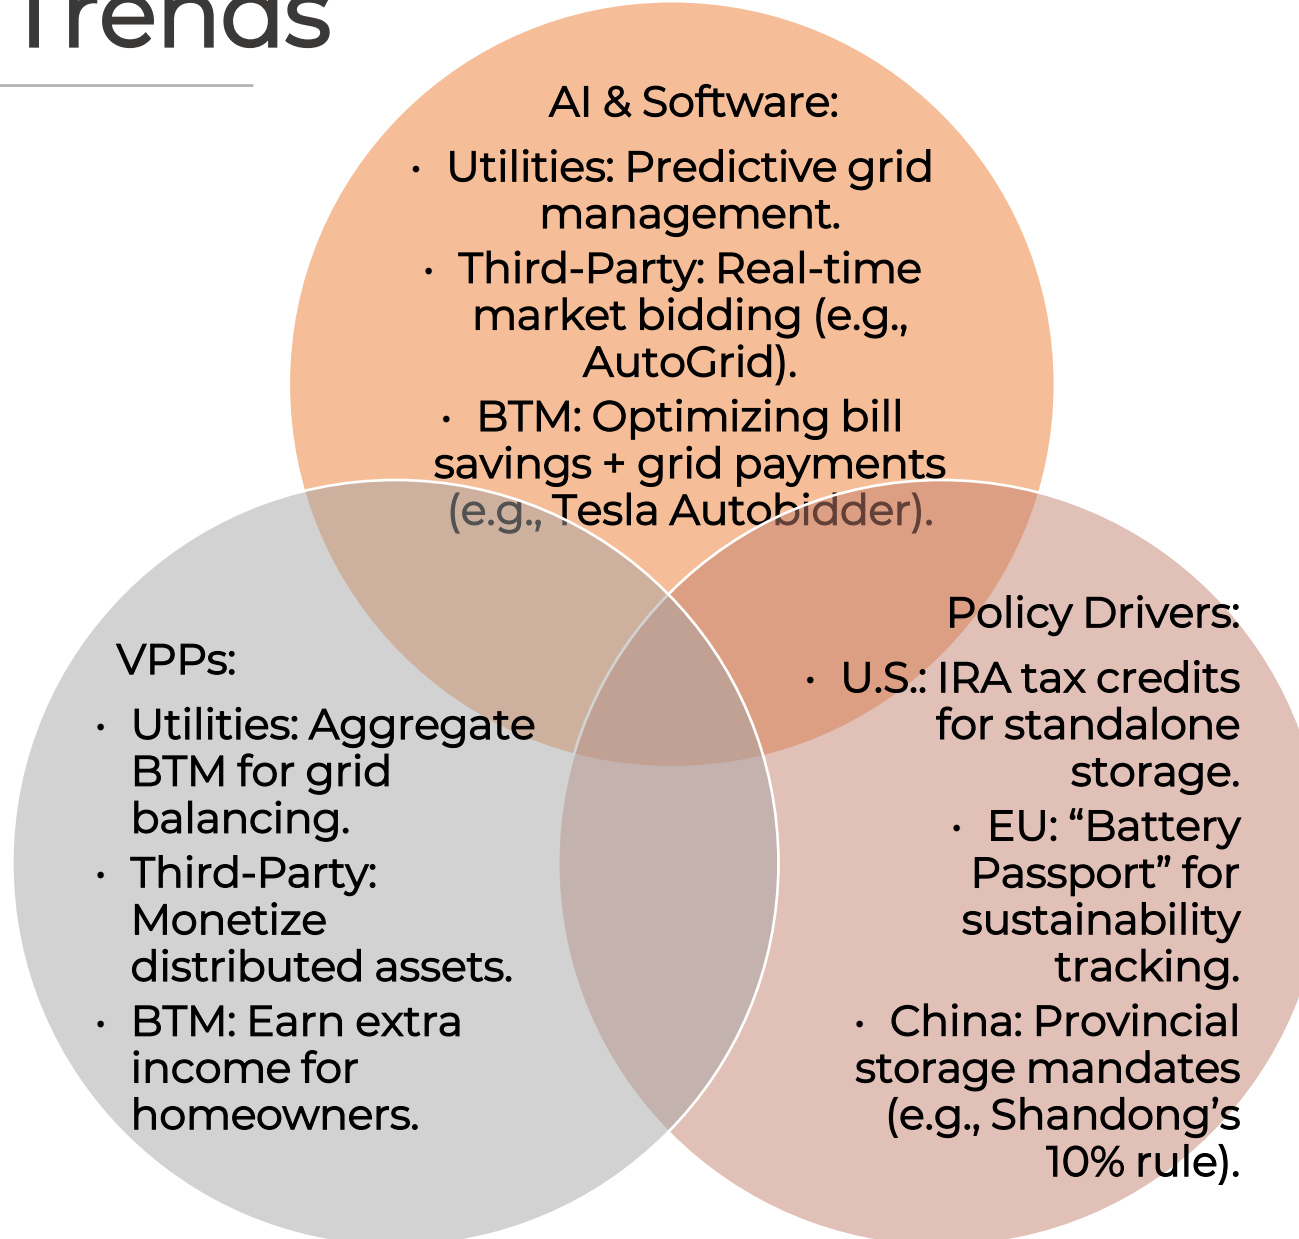 Trends
AI & Software:
· Utilities: Predictive grid
management.
· Third-Party: Real-time
market bidding (e.g.,
AutoGrid).
· BTM: Optimizing bill
savings + grid payments
(e.g., Tesla Autobidder).
VPPs:
· Utilities: Aggregate
BTM for grid
balancing.
· Third-Party:
Monetize
distributed assets.
· BTM: Earn extra
income for
homeowners.
Policy Drivers:
· U.S.: IRA tax credits
for standalone
storage.
· EU: “Battery
Passport” for
sustainability
tracking.
· China: Provincial
storage mandates
(e.g., Shandong’s
10% rule).